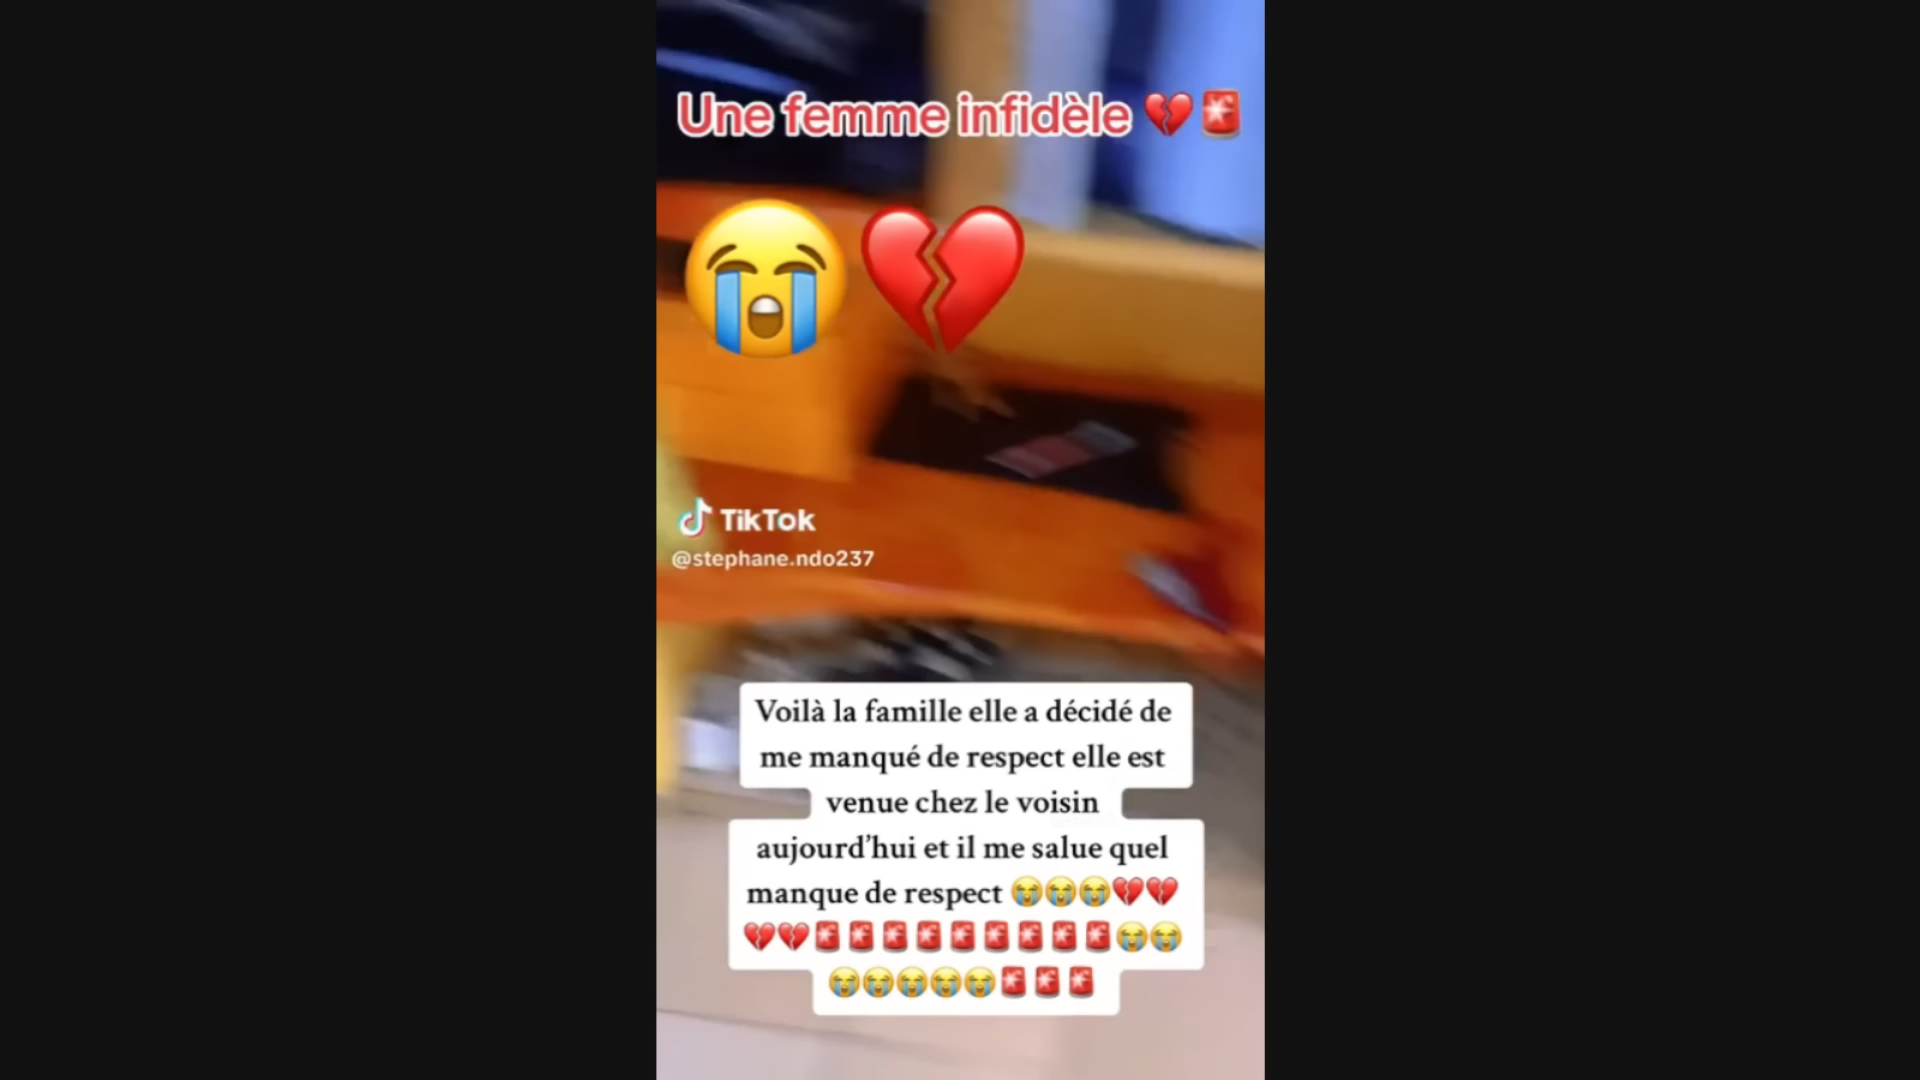 Une femme infidèle 💔🚨
😭💔
TikTok
@stephane.ndo237
Voilà la famille elle a décidé de
me manqué de respect elle est
venue chez le voisin
aujourd’hui et il me salue quel
manque de respect 😭😭😭💔💔
💔💔🚨🚨🚨🚨🚨🚨🚨🚨🚨😭😭
😭😭😭😭😭🚨🚨🚨